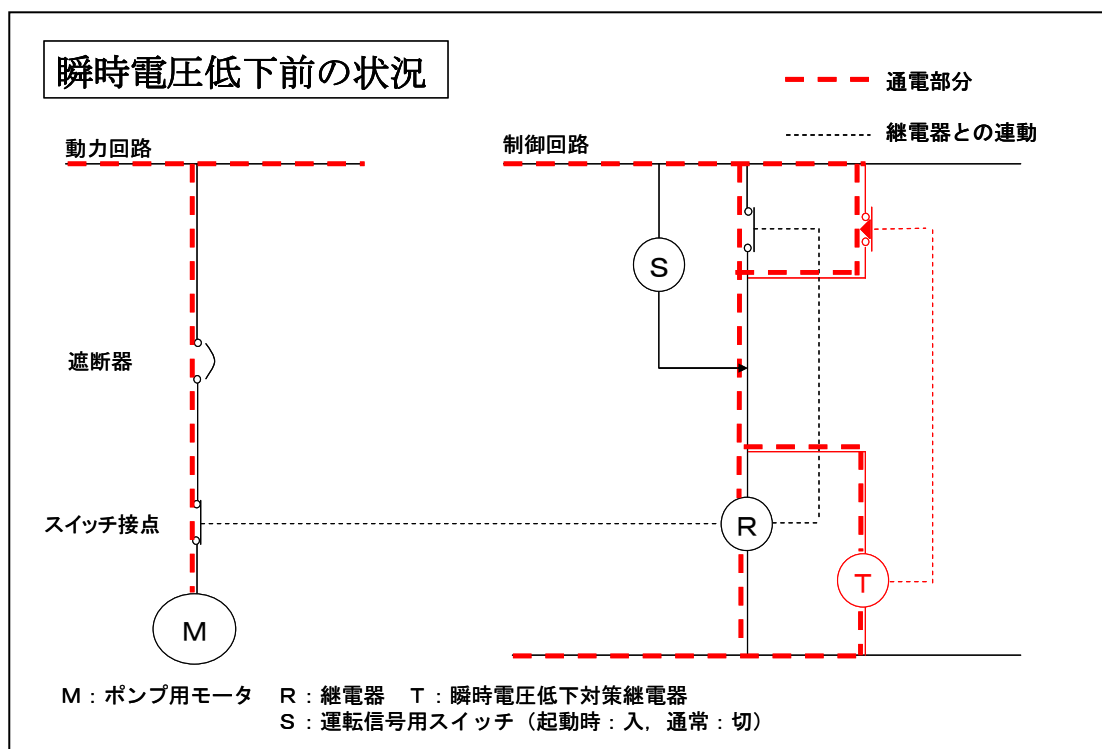 瞬時電圧低下前の状況
通電部分
継電器との連動
動力回路
制御回路
S
遮断器
スイッチ接点
R
T
M
M：ポンプ用モータ　R：継電器　T：瞬時電圧低下対策継電器
S：運転信号用スイッチ（起動時：入，通常：切）